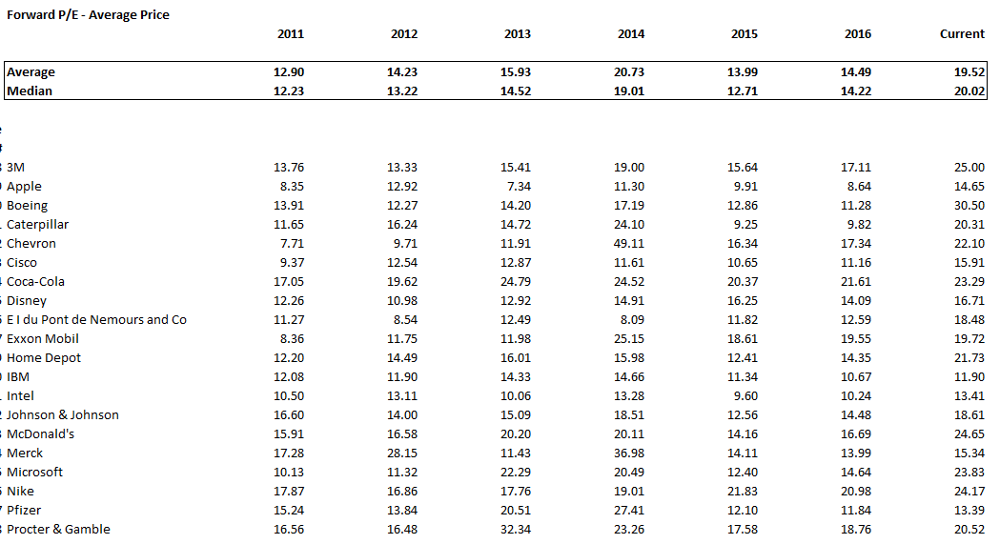 Forward P/E - Average Price
2011 2012 2013 2014 2015 2016 Current
Average 12.90 14.23 15.93 20.73 13.99 14.49 19.52
Median 12.23 13.22 14.52 19.01 12.71 14.22 20.02
3M 13.76 13.33 15.41 19.00 15.64 17.11 25.00
Apple 8.35 12.92 7.34 11.30 9.91 8.64 14.65
Boeing 13.91 12.27 14.20 17.19 12.86 11.28 30.50
Caterpillar 11.65 16.24 14.72 24.10 9.25 9.82 20.31
Chevron 7.71 9.71 11.91 49.11 16.34 17.34 22.10
Cisco 9.37 12.54 12.87 11.61 10.65 11.16 15.91
Coca-Cola 17.05 19.62 24.79 24.52 20.37 21.61 23.29
Disney 12.26 10.98 12.92 14.91 16.25 14.09 16.71
E I du Pont de Nemours and Co 11.27 8.54 12.49 8.09 11.82 12.59 18.48
Exxon Mobil 8.36 11.75 11.98 25.15 18.61 19.55 19.72
Home Depot 12.20 14.49 16.01 15.98 12.41 14.35 21.73
IBM 12.08 11.90 14.33 14.66 11.34 10.67 11.90
Intel 10.50 13.11 10.06 13.28 9.60 10.24 13.41
Johnson & Johnson 16.60 14.00 15.09 18.51 12.56 14.48 18.61
McDonald's 15.91 16.58 20.20 20.11 14.16 16.69 24.65
Merck 17.28 28.15 11.43 36.98 14.11 13.99 15.34
Microsoft 10.13 11.32 22.29 20.49 12.40 14.64 23.83
Nike 17.87 16.86 17.76 19.01 21.83 20.98 24.17
Pfizer 15.24 13.84 20.51 27.41 12.10 11.84 13.39
Procter & Gamble 16.56 16.48 32.34 23.26 17.58 18.76 20.52